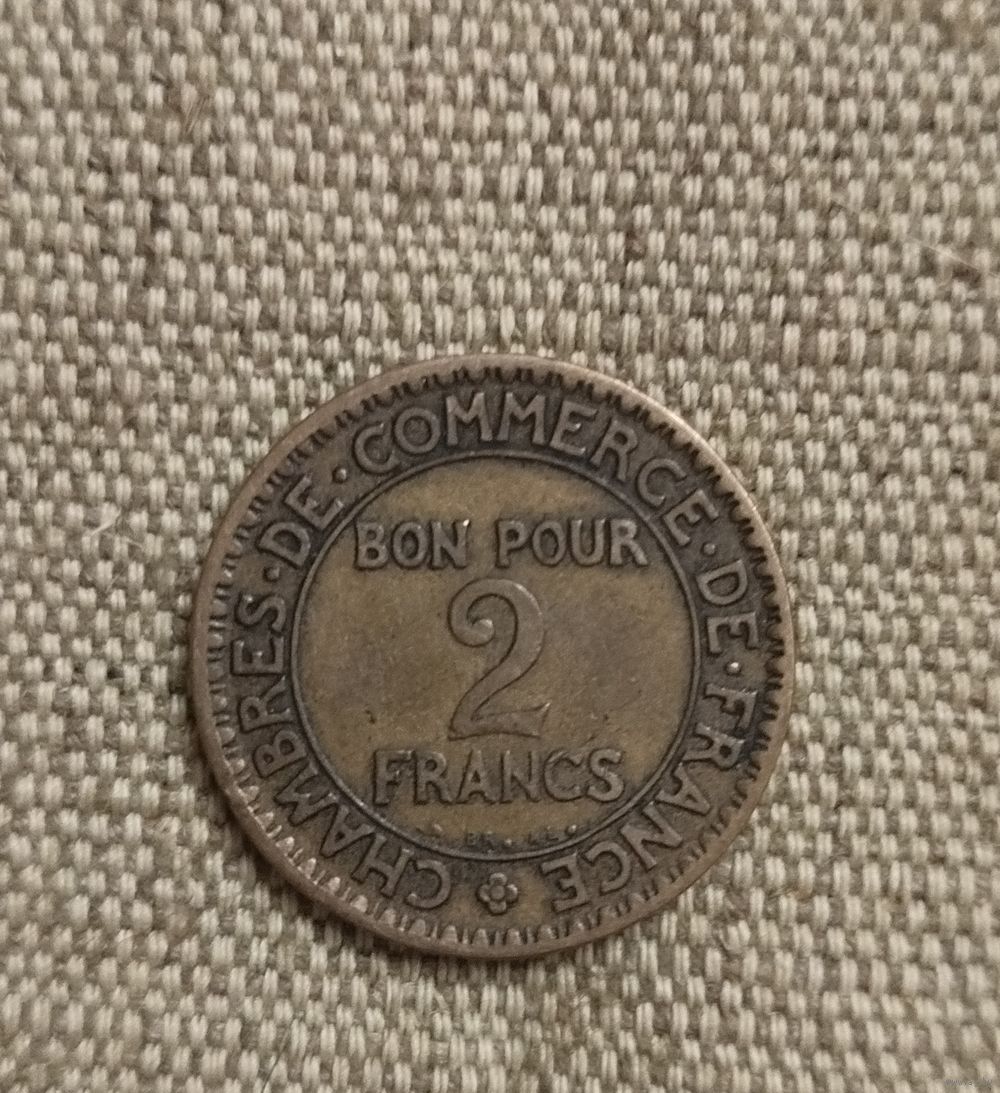 CHAMBRES · DE · COMMERCE · DE · FRANCE
BON POUR
2
FRANCS